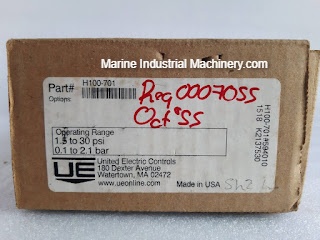 Marine Industrial Machinery.com
Part# H100-701
Options:
Req 0007055
Oct'SS
Operating Range
1.5 to 30 psi
0.1 to 2.1 bar
UE
United Electric Controls
180 Dexter Avenue
Watertown, MA 02472
www.ueonline.com
Made in USA
H100-701#594010
1518 K2137530